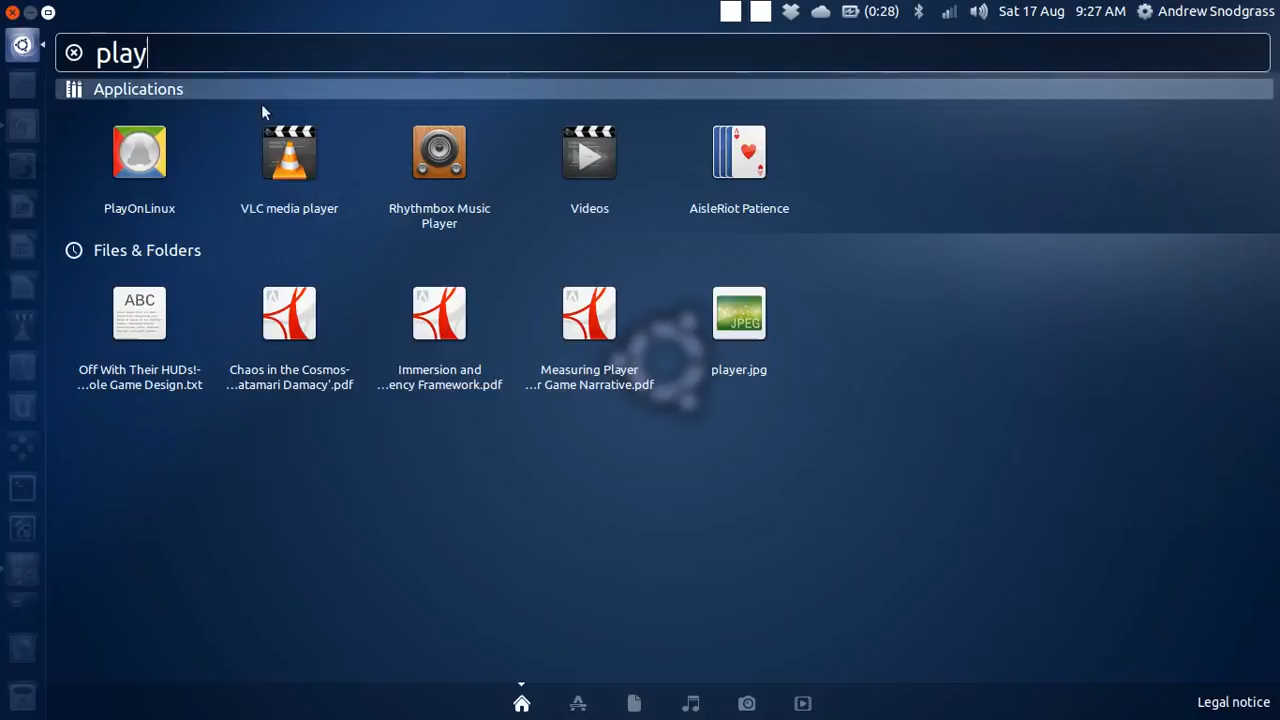 (0:28) Sat 17 Aug 9:27 AM Andrew Snodgrass
play
Applications
PlayOnLinux
VLC media player
Rhythmbox Music
Player
Videos
AisleRiot Patience
Files & Folders
ABC
Off With Their HUDs!-
...ole Game Design.txt
Chaos in the Cosmos-
...atamari Damacy'.pdf
Immersion and
...ency Framework.pdf
Measuring Player
...r Game Narrative.pdf
JPEG
player.jpg
Legal notice